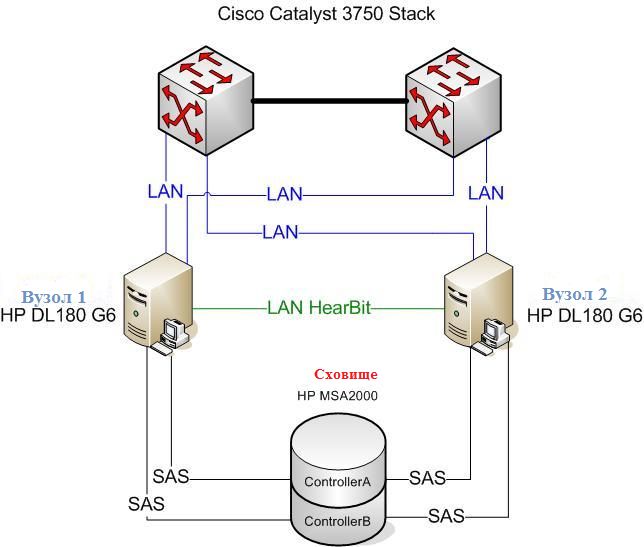 Cisco Catalyst 3750 Stack
LAN
LAN
LAN
LAN
Вузол 1
HP DL180 G6
LAN HearBit
Вузол 2
HP DL180 G6
Сховище
HP MSA2000
SAS
ControllerA
SAS
SAS
ControllerB
SAS